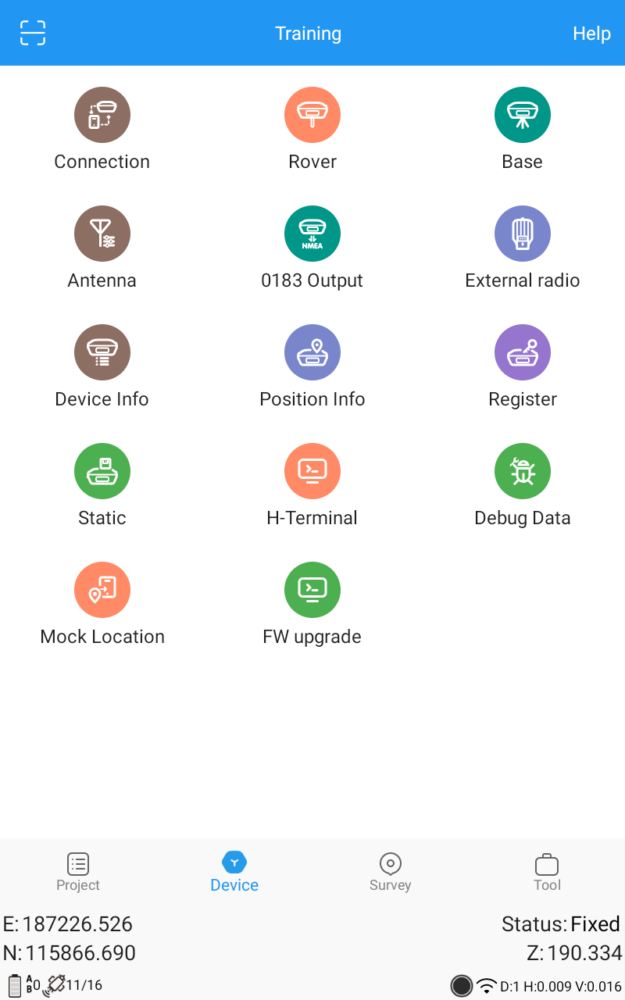 Training Help
Connection Rover Base
NMEA
Antenna 0183 Output External radio
Device Info Position Info Register
Static H-Terminal Debug Data
Mock Location FW upgrade
Project Device Survey Tool
E: 187226.526 Status: Fixed
N: 115866.690 Z: 190.334
A
B 0 11/16 D:1 H:0.009 V:0.016